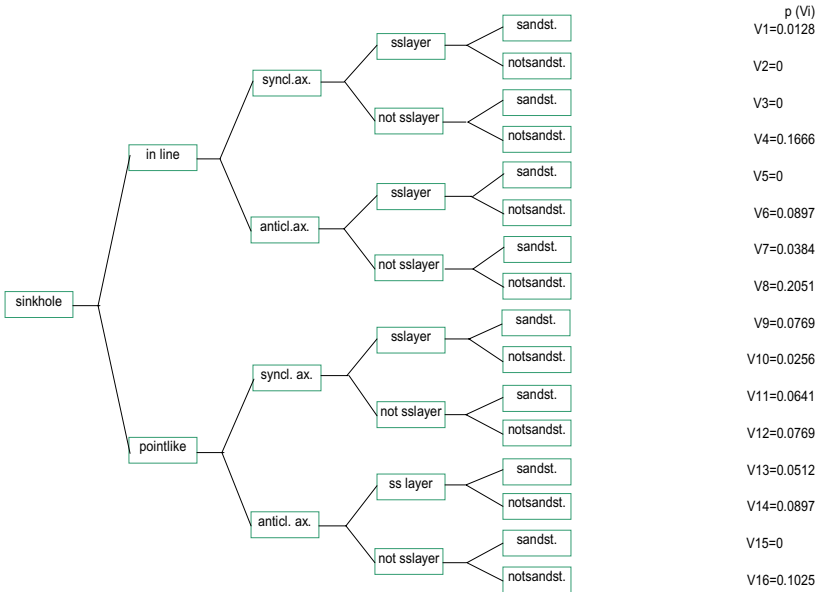 p (Vi)
sandst. V1=0.0128
sslayer
notsandst. V2=0
syncl.ax.
sandst. V3=0
not sslayer
notsandst. V4=0.1666
in line
sandst. V5=0
sslayer
notsandst. V6=0.0897
anticl.ax.
sandst. V7=0.0384
not sslayer
notsandst. V8=0.2051
sinkhole
sandst. V9=0.0769
sslayer
notsandst. V10=0.0256
syncl. ax.
sandst. V11=0.0641
not sslayer
notsandst. V12=0.0769
pointlike
sandst. V13=0.0512
ss layer
notsandst. V14=0.0897
anticl. ax.
sandst. V15=0
not sslayer
notsandst. V16=0.1025